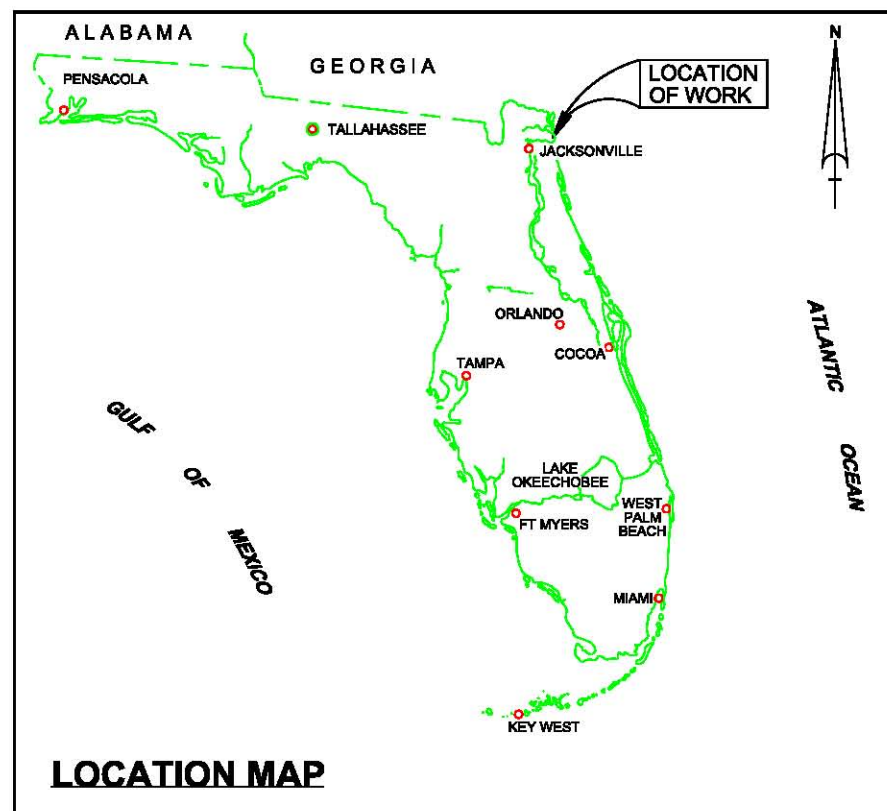 ALABAMA
GEORGIA
N
PENSACOLA
LOCATION
OF WORK
TALLAHASSEE
JACKSONVILLE
ORLANDO
COCOA
TAMPA
ATLANTIC
OCEAN
GULF
OF
MEXICO
LAKE
OKEECHOBEE
WEST
PALM
BEACH
FT MYERS
MIAMI
KEY WEST
LOCATION MAP